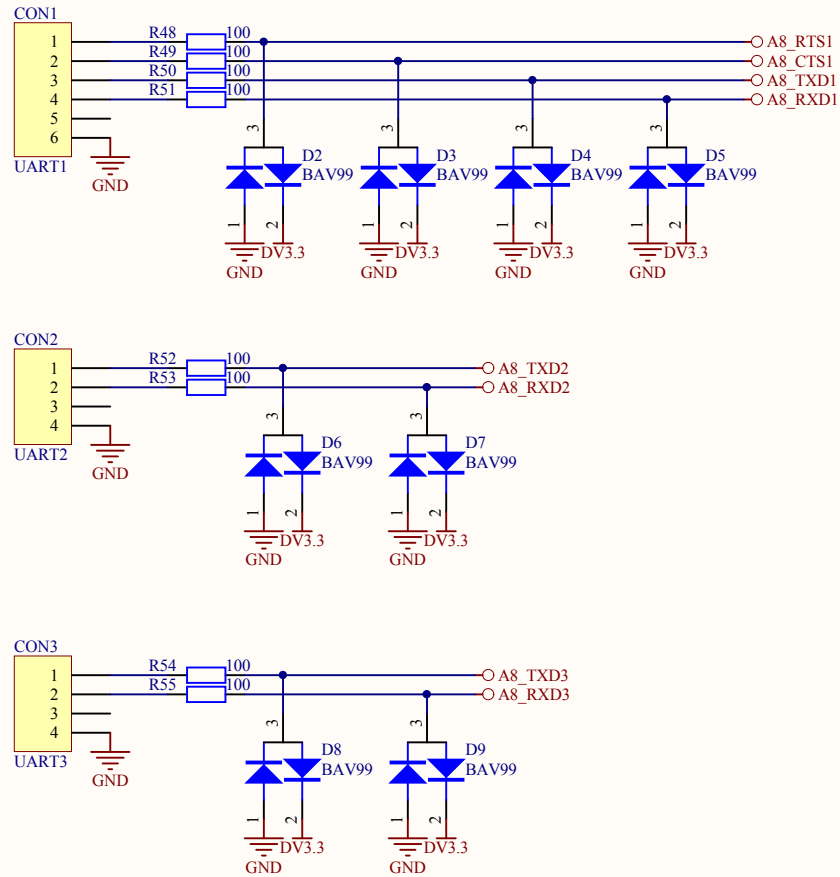 CON1
1 R48 100 A8_RTS1
2 R49 100 A8_CTS1
3 R50 100 A8_TXD1
4 R51 100 A8_RXD1
5
6
UART1
GND
3 3 3 3
D2 D3 D4 D5
BAV99 BAV99 BAV99 BAV99
1 2 1 2 1 2 1 2
DV3.3 DV3.3 DV3.3 DV3.3
GND GND GND GND
CON2
1 R52 100 A8_TXD2
2 R53 100 A8_RXD2
3
4
UART2
GND
3 3
D6 D7
BAV99 BAV99
1 2 1 2
DV3.3 DV3.3
GND GND
CON3
1 R54 100 A8_TXD3
2 R55 100 A8_RXD3
3
4
UART3
GND
3 3
D8 D9
BAV99 BAV99
1 2 1 2
DV3.3 DV3.3
GND GND